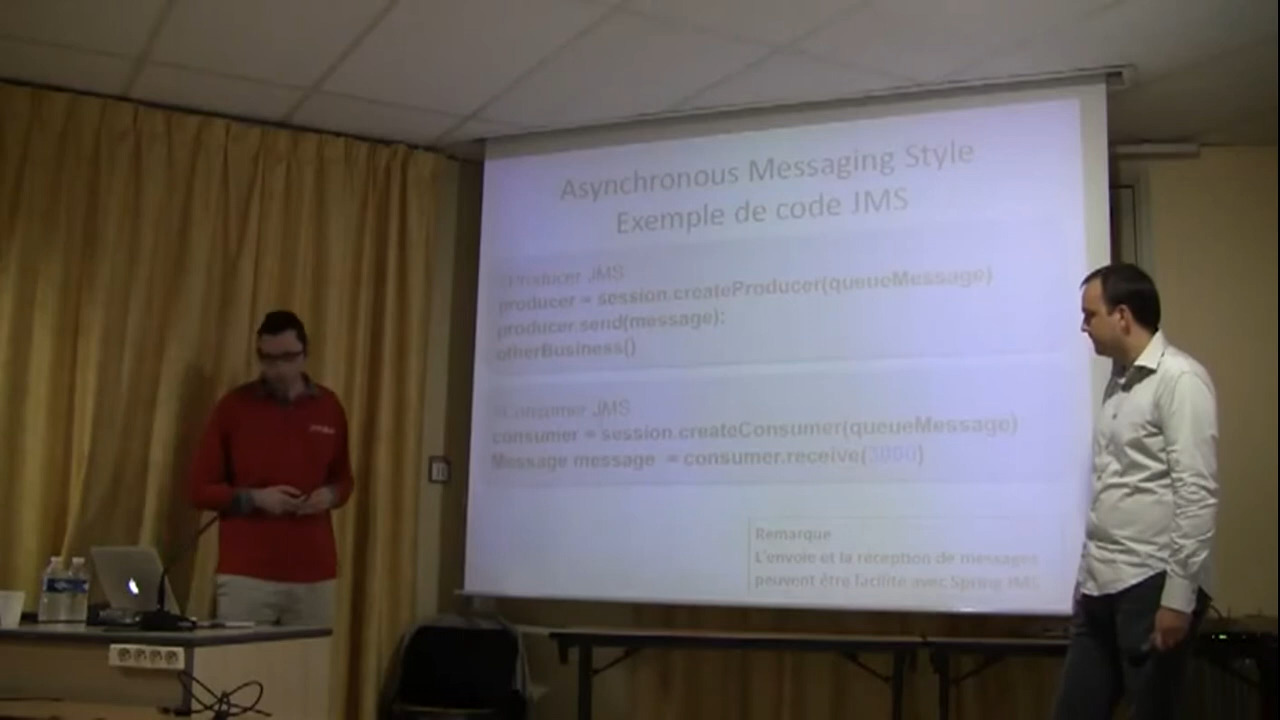 Asynchronous Messaging Style
Exemple de code JMS
Producer JMS
producer = session.createProducer(queueMessage)
producer.send(message);
otherBusiness()
Consumer JMS
consumer = session.createConsumer(queueMessage)
Message message = consumer.receive(3000)
Remarque
L'envoie et la réception de messages
peuvent être facilité avec Spring JMS